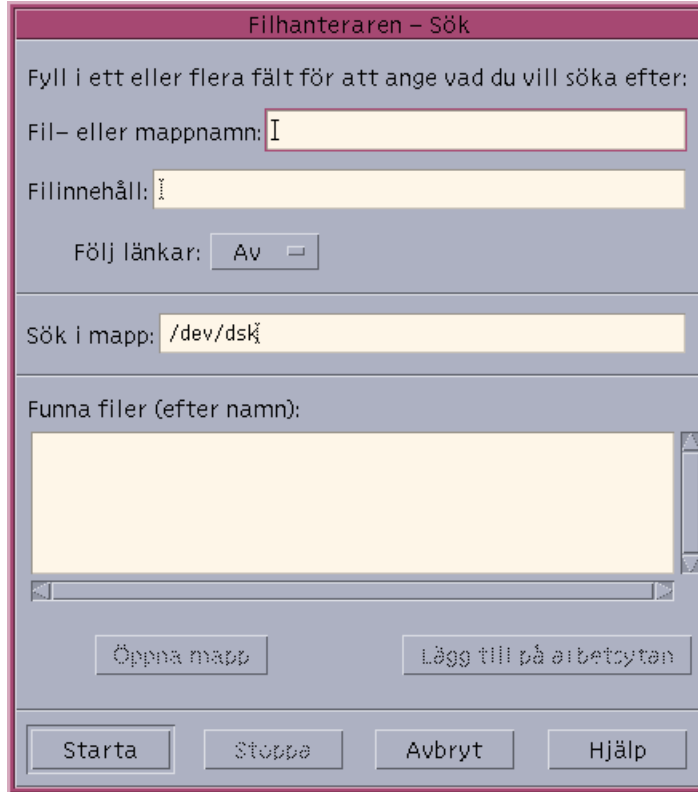 Filhanteraren – Sök
Fyll i ett eller flera fält för att ange vad du vill söka efter:
Fil– eller mappnamn:
Filinnehåll:
Följ länkar: Av
Sök i mapp: /dev/dsk
Funna filer (efter namn):
Öppna mapp Lägg till på arbetsytan
Starta Stoppa Avbryt Hjälp